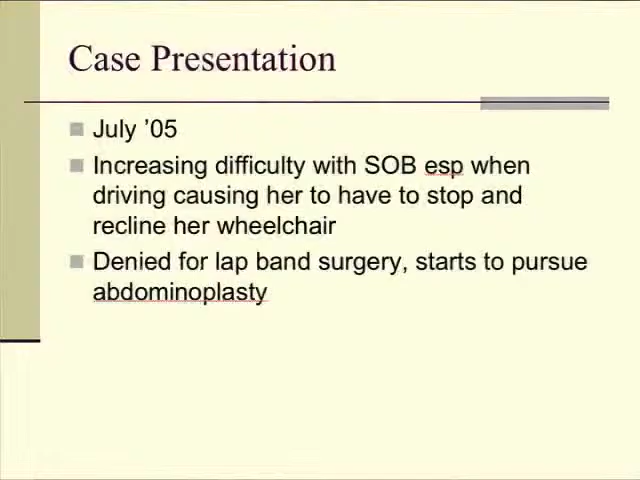 Case Presentation
July ’05
Increasing difficulty with SOB esp when
driving causing her to have to stop and
recline her wheelchair
Denied for lap band surgery, starts to pursue
abdominoplasty